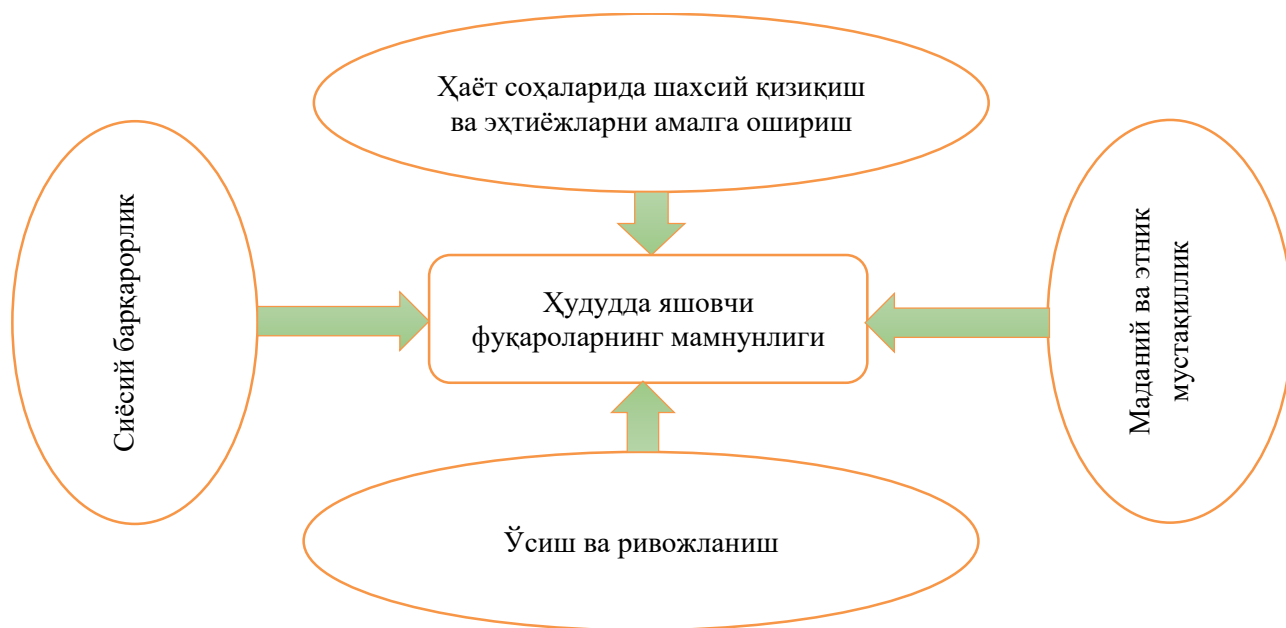 Ҳаёт соҳаларида шахсий қизиқиш
ва эҳтиёжларни амалга ошириш
Сиёсий барқарорлик
Ҳудудда яшовчи
фуқароларнинг мамнунлиги
Маданий ва этник
мустақиллик
Ўсиш ва ривожланиш